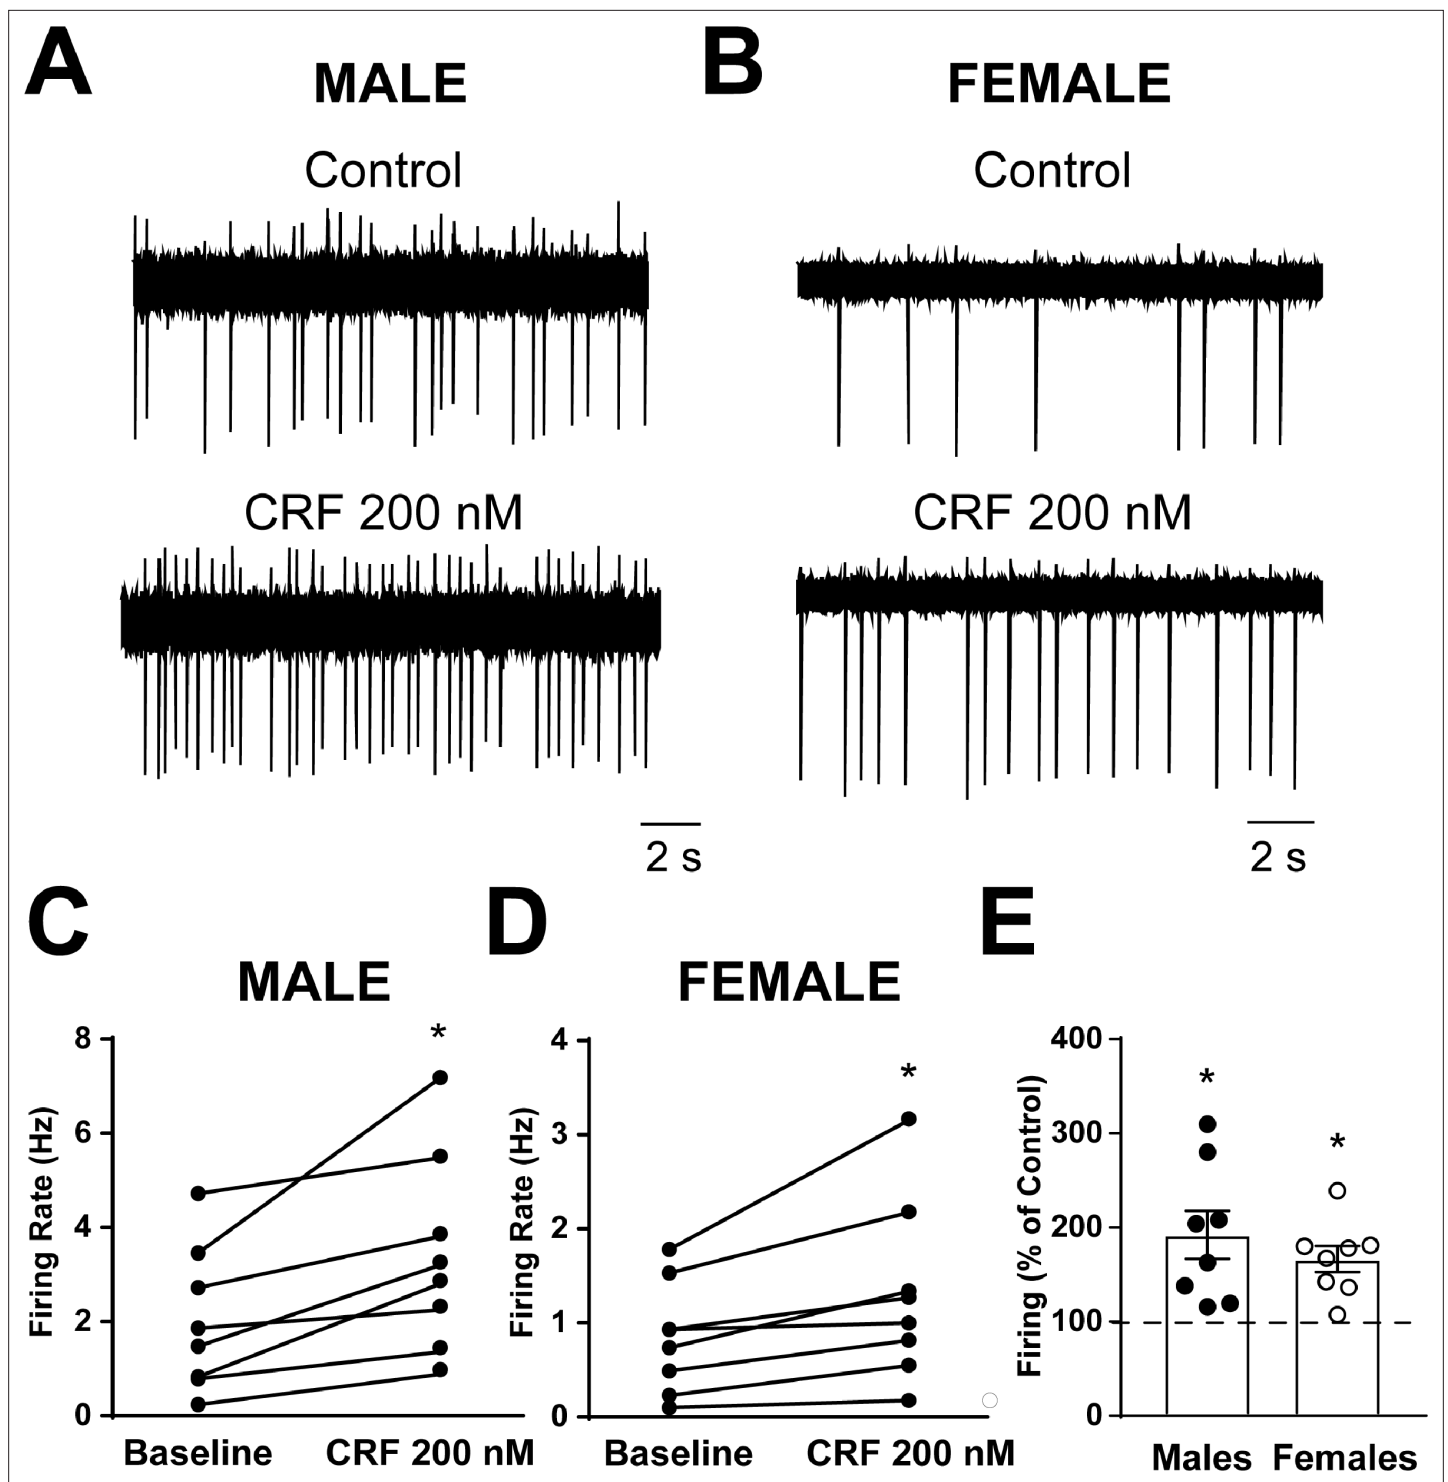 A
MALE
Control
CRF 200 nM
2 s
B
FEMALE
Control
CRF 200 nM
2 s
C
MALE
Firing Rate (Hz)
8
*
6
4
2
0
Baseline CRF 200 nM
D
FEMALE
Firing Rate (Hz)
4
*
3
2
1
0
Baseline CRF 200 nM
E
Firing (% of Control)
400
*
300
*
200
100
0
Males Females